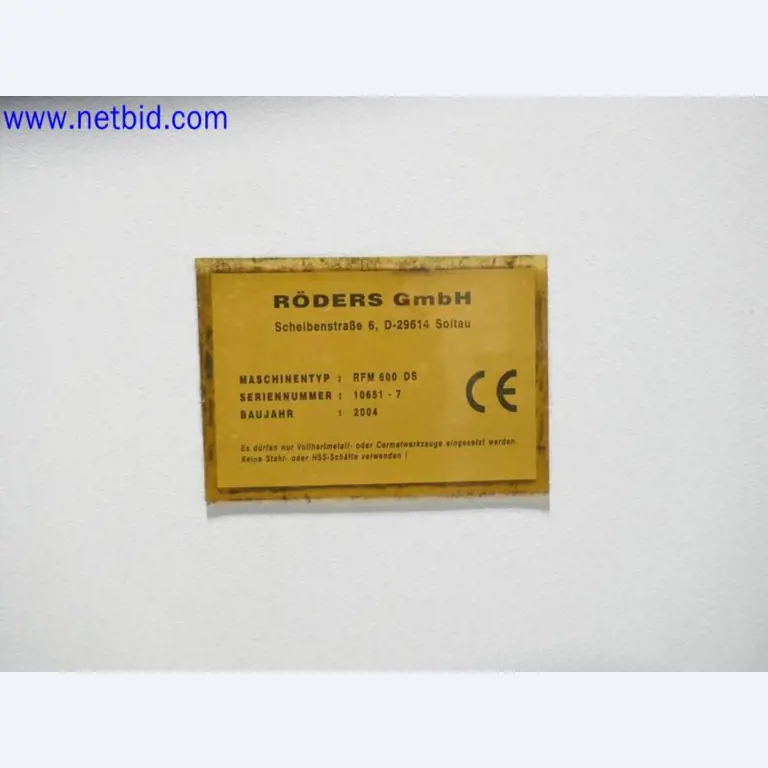 www.netbid.com
RÖDERS GmbH
Scheibenstraße 6, D-29614 Soltau
MASCHINENTYP : RFM 600 DS
SERIENNUMMER : 10651 - 7
BAUJAHR : 2004
CE
Es dürfen nur Vollhartmetall- oder Cermetwerkzeuge eingesetzt werden.
Keine Stahl- oder HSS-Schäfte verwenden !